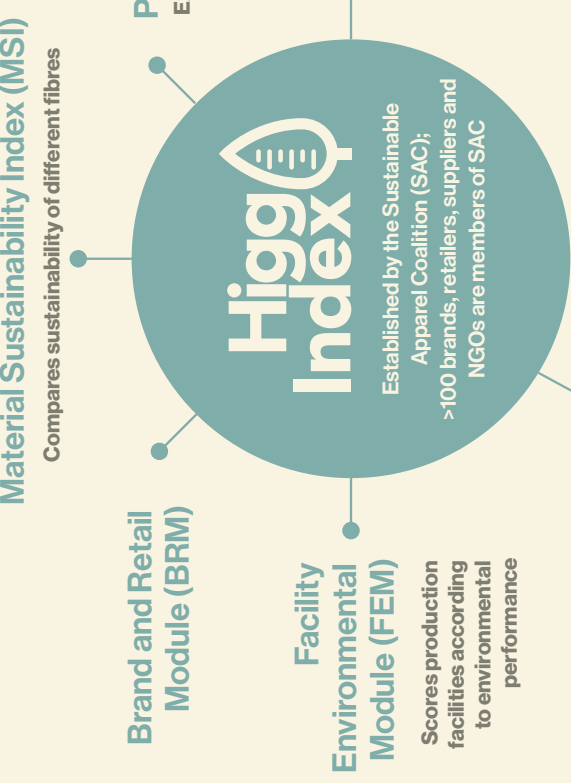 Material Sustainability Index (MSI)
Compares sustainability of different fibres
P
E
Brand and Retail
Module (BRM)
Higg
Index
Established by the Sustainable
Apparel Coalition (SAC);
>100 brands, retailers, suppliers and
NGOs are members of SAC
Facility
Environmental
Module (FEM)
Scores production
facilities according
to environmental
performance